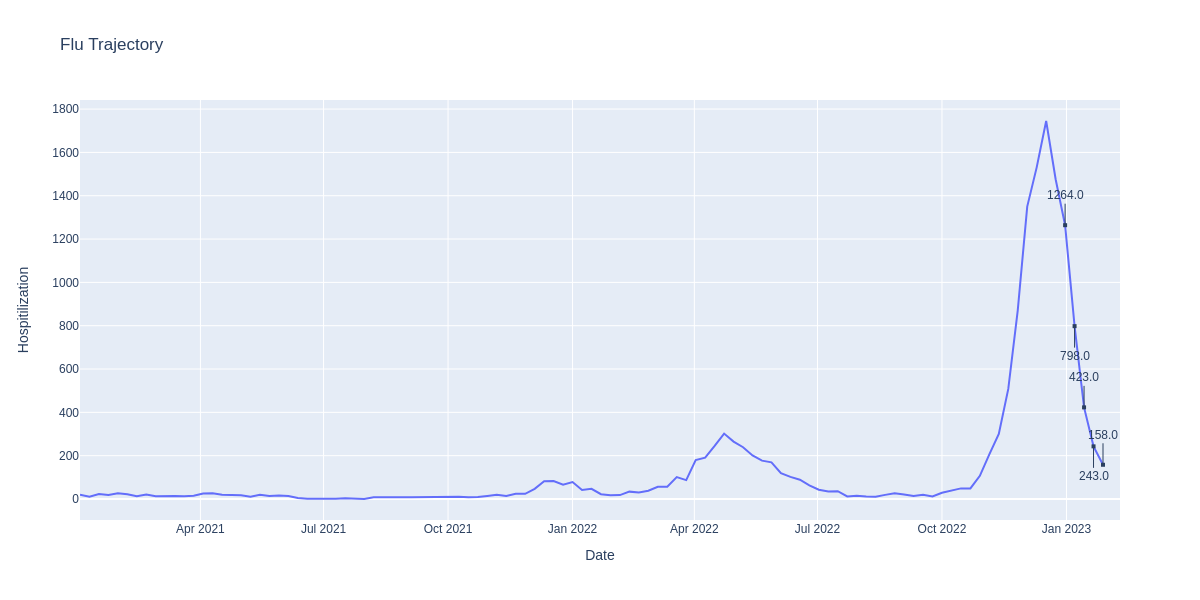 Flu Trajectory
1800
1600
1400
1200
1000
800
600
400
200
0
Hospitilization
1264.0
798.0
423.0
158.0
243.0
Apr 2021
Jul 2021
Oct 2021
Jan 2022
Apr 2022
Jul 2022
Oct 2022
Jan 2023
Date